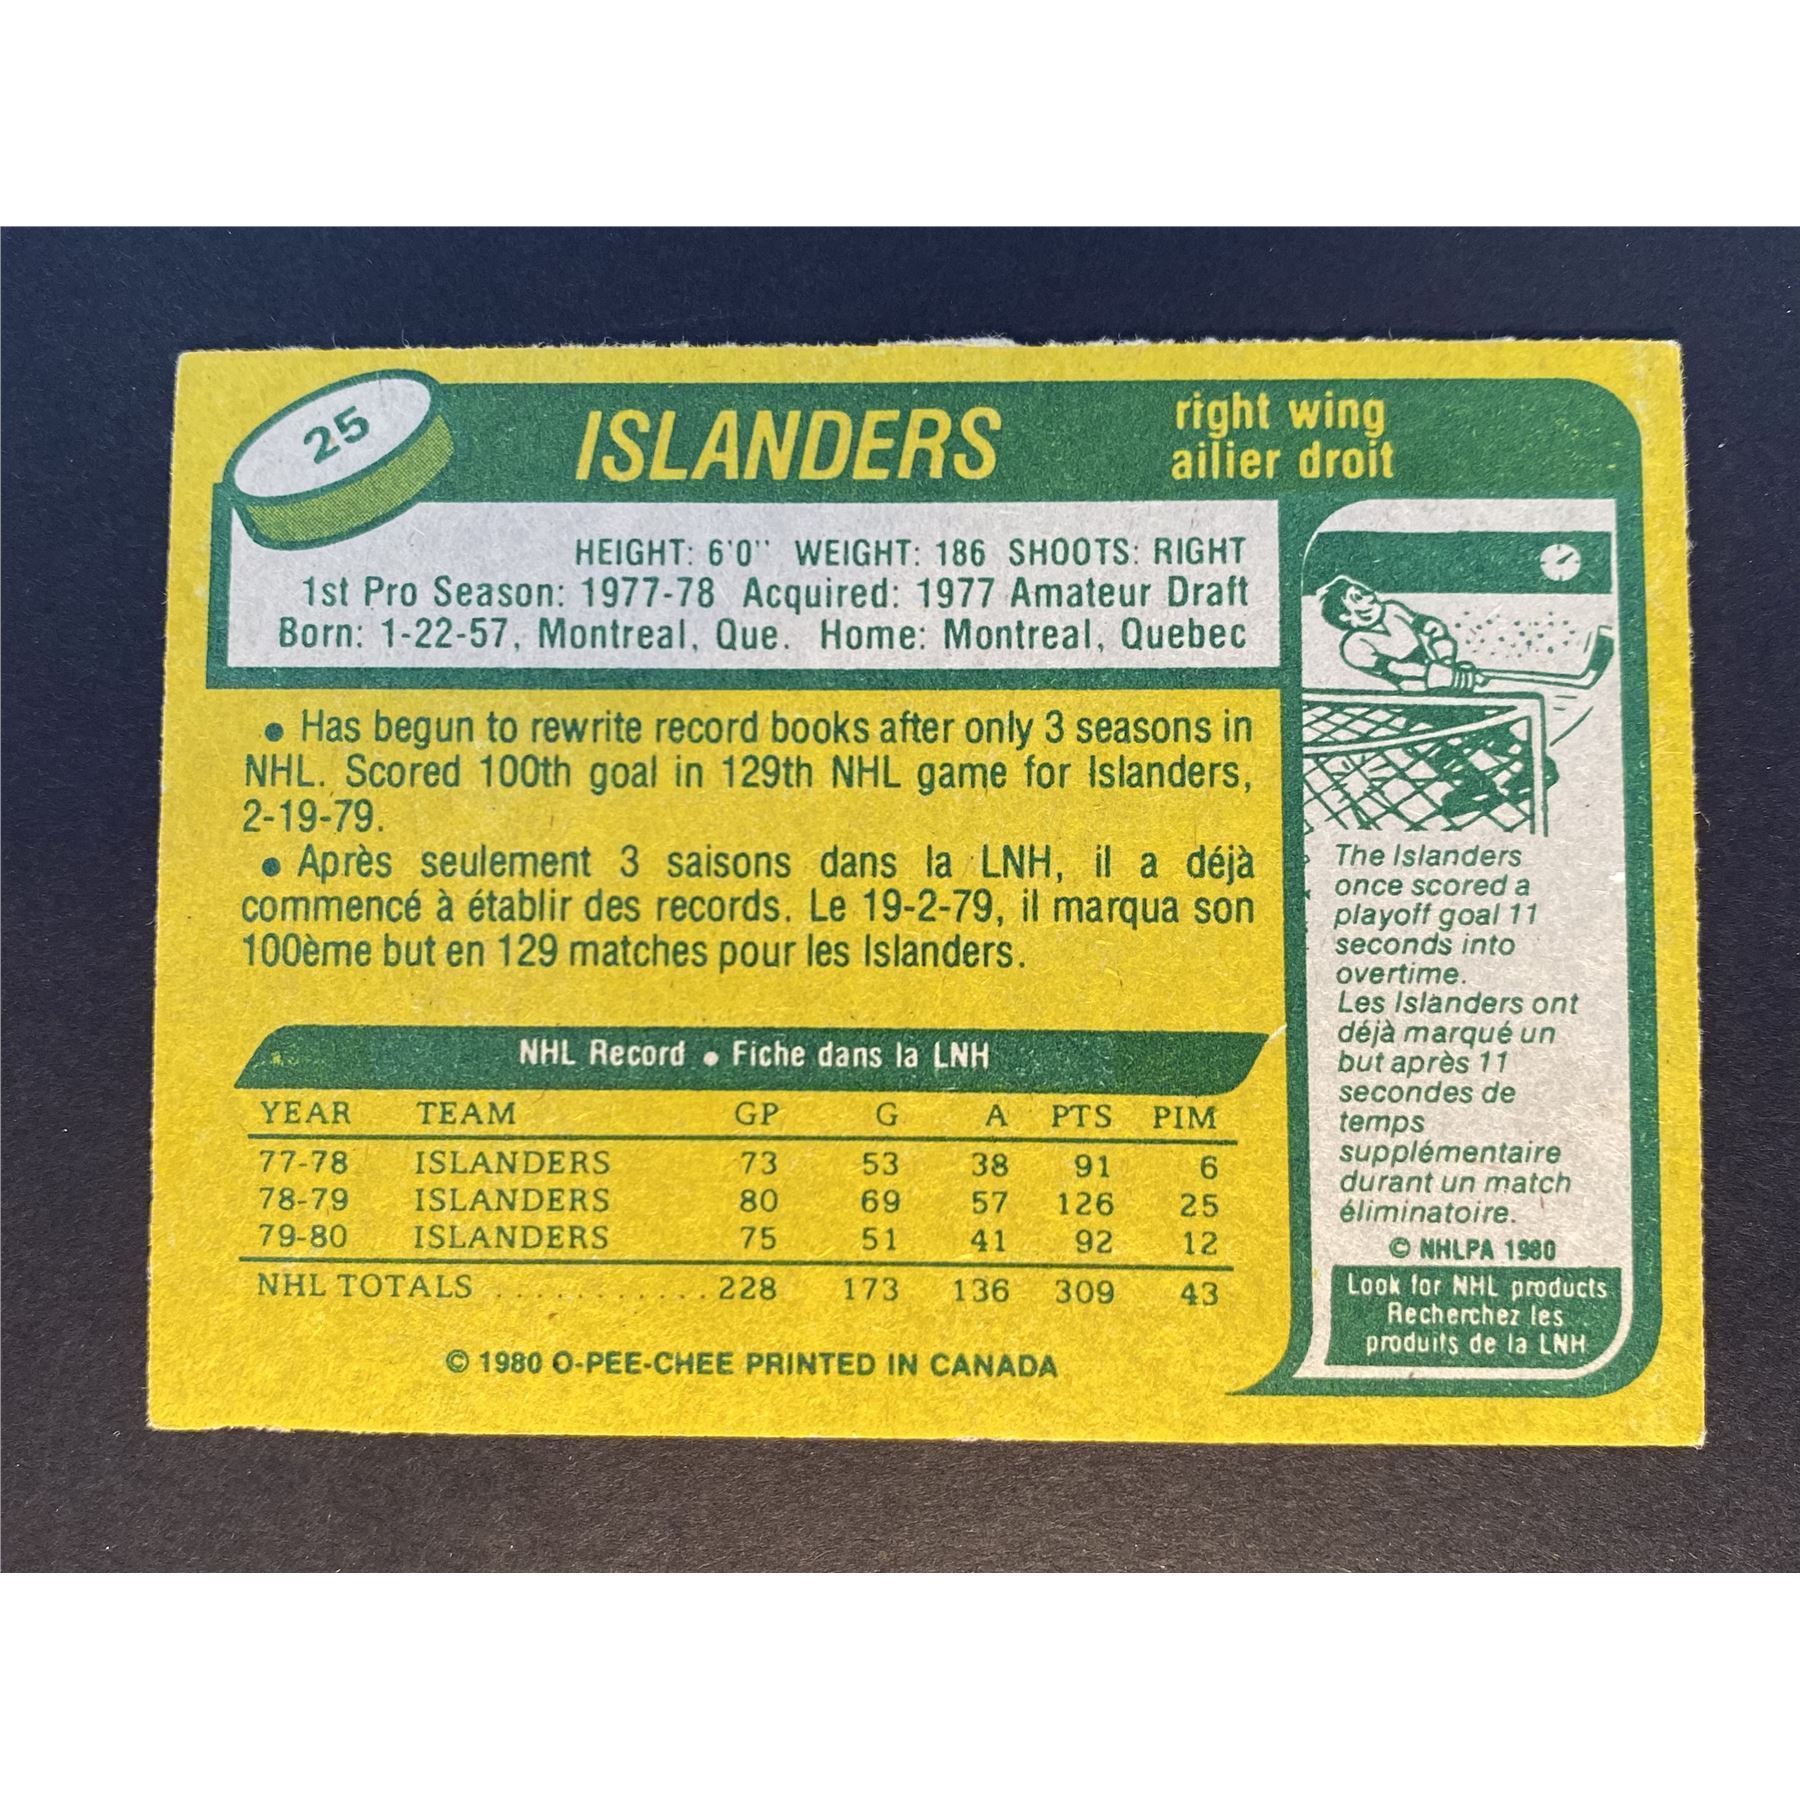 25
ISLANDERS
right wing
ailier droit
HEIGHT: 6'0" WEIGHT: 186 SHOOTS: RIGHT
1st Pro Season: 1977-78 Acquired: 1977 Amateur Draft
Born: 1-22-57, Montreal, Que. Home: Montreal, Quebec
• Has begun to rewrite record books after only 3 seasons in
NHL. Scored 100th goal in 129th NHL game for Islanders,
2-19-79.
• Après seulement 3 saisons dans la LNH, il a déjà
commencé à établir des records. Le 19-2-79, il marqua son
100ème but en 129 matches pour les Islanders.
NHL Record • Fiche dans la LNH
YEAR TEAM GP G A PTS PIM
77-78 ISLANDERS 73 53 38 91 6
78-79 ISLANDERS 80 69 57 126 25
79-80 ISLANDERS 75 51 41 92 12
NHL TOTALS ........... 228 173 136 309 43
© 1980 O-PEE-CHEE PRINTED IN CANADA
The Islanders
once scored a
playoff goal 11
seconds into
overtime.
Les Islanders ont
déjà marqué un
but après 11
secondes de
temps
supplémentaire
durant un match
éliminatoire.
© NHLPA 1980
Look for NHL products
Recherchez les
produits de la LNH